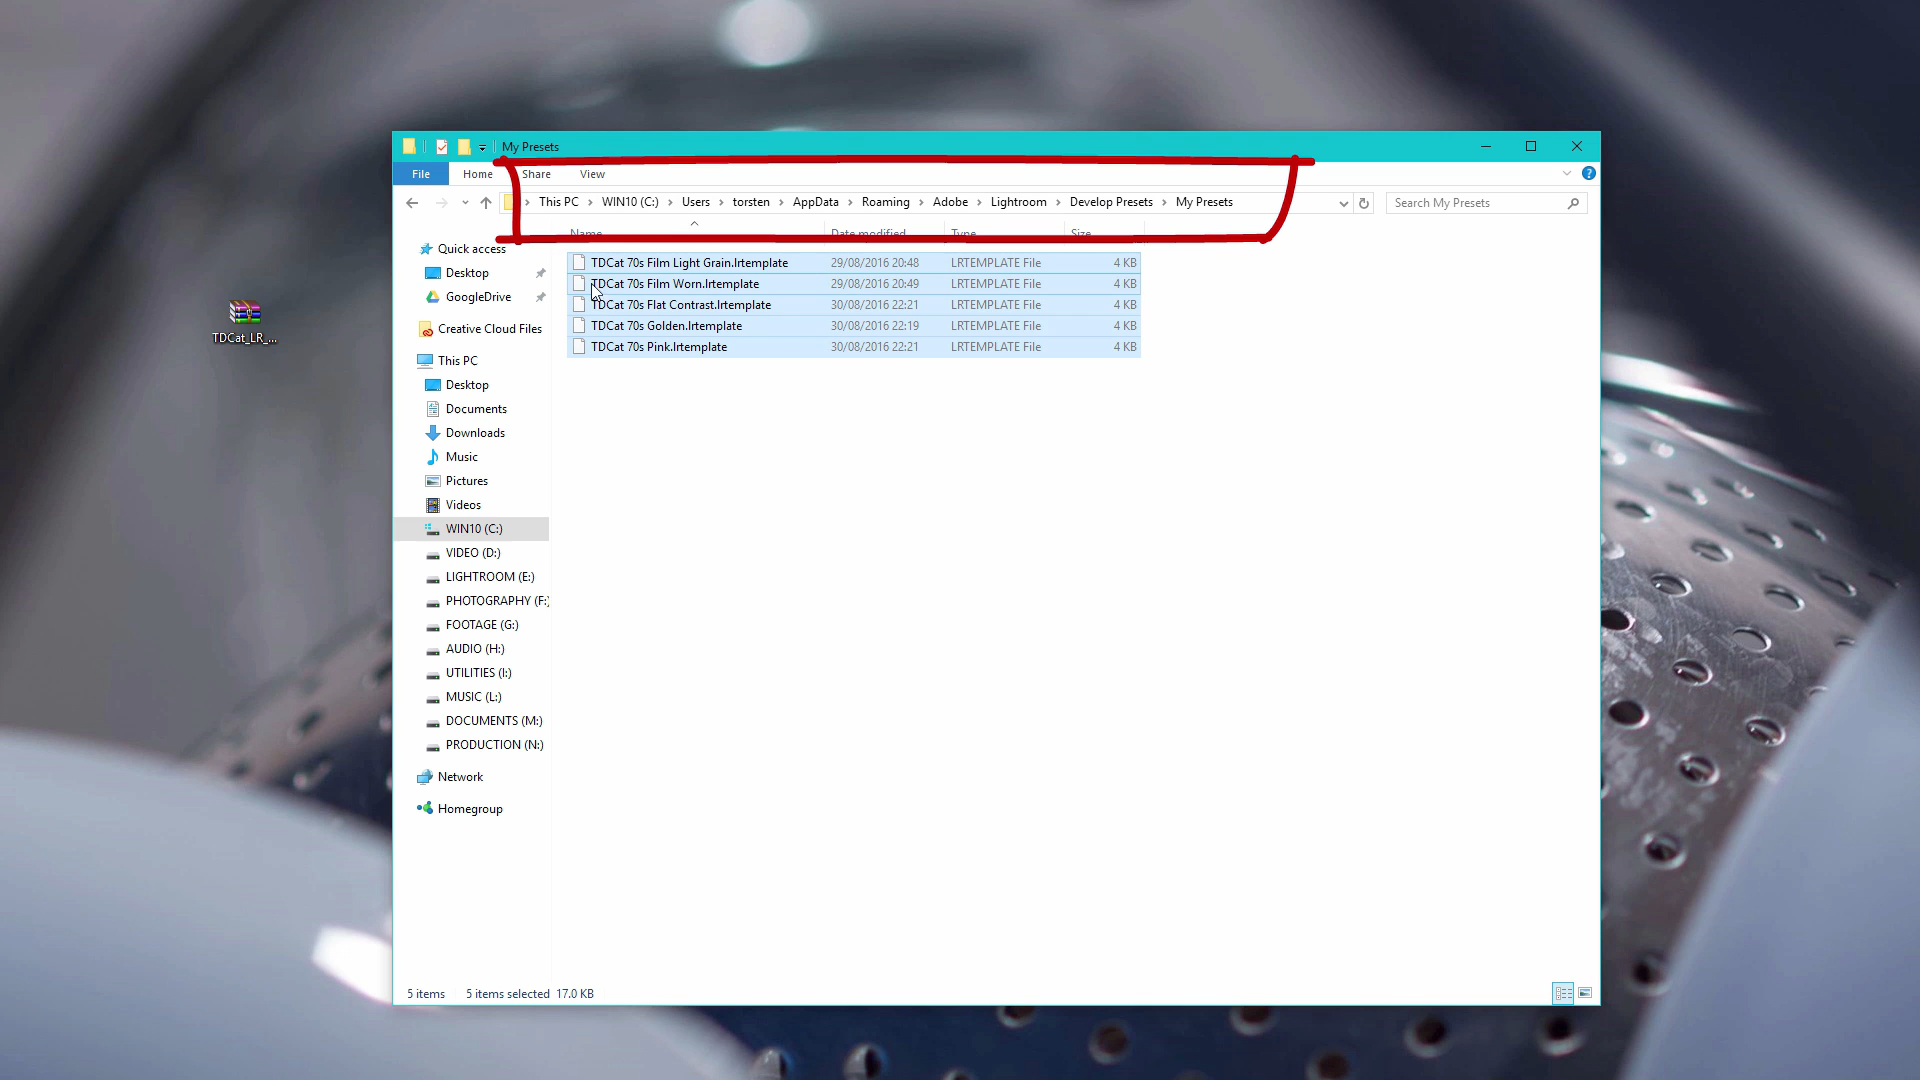 My Presets
File Home Share View
This PC WIN10 (C:) Users torsten AppData Roaming Adobe Lightroom Develop Presets My Presets Search My Presets
Name Date modified Type Size
Quick access
Desktop
GoogleDrive
Creative Cloud Files
This PC
Desktop
Documents
Downloads
Music
Pictures
Videos
WIN10 (C:)
VIDEO (D:)
LIGHTROOM (E:)
PHOTOGRAPHY (F:)
FOOTAGE (G:)
AUDIO (H:)
UTILITIES (I:)
MUSIC (L:)
DOCUMENTS (M:)
PRODUCTION (N:)
Network
Homegroup
TDCat 70s Film Light Grain.lrtemplate 29/08/2016 20:48 LRTEMPLATE File 4 KB
TDCat 70s Film Worn.lrtemplate 29/08/2016 20:49 LRTEMPLATE File 4 KB
TDCat 70s Flat Contrast.lrtemplate 30/08/2016 22:21 LRTEMPLATE File 4 KB
TDCat 70s Golden.lrtemplate 30/08/2016 22:19 LRTEMPLATE File 4 KB
TDCat 70s Pink.lrtemplate 30/08/2016 22:21 LRTEMPLATE File 4 KB
TDCat_LR_...
5 items 5 items selected 17.0 KB